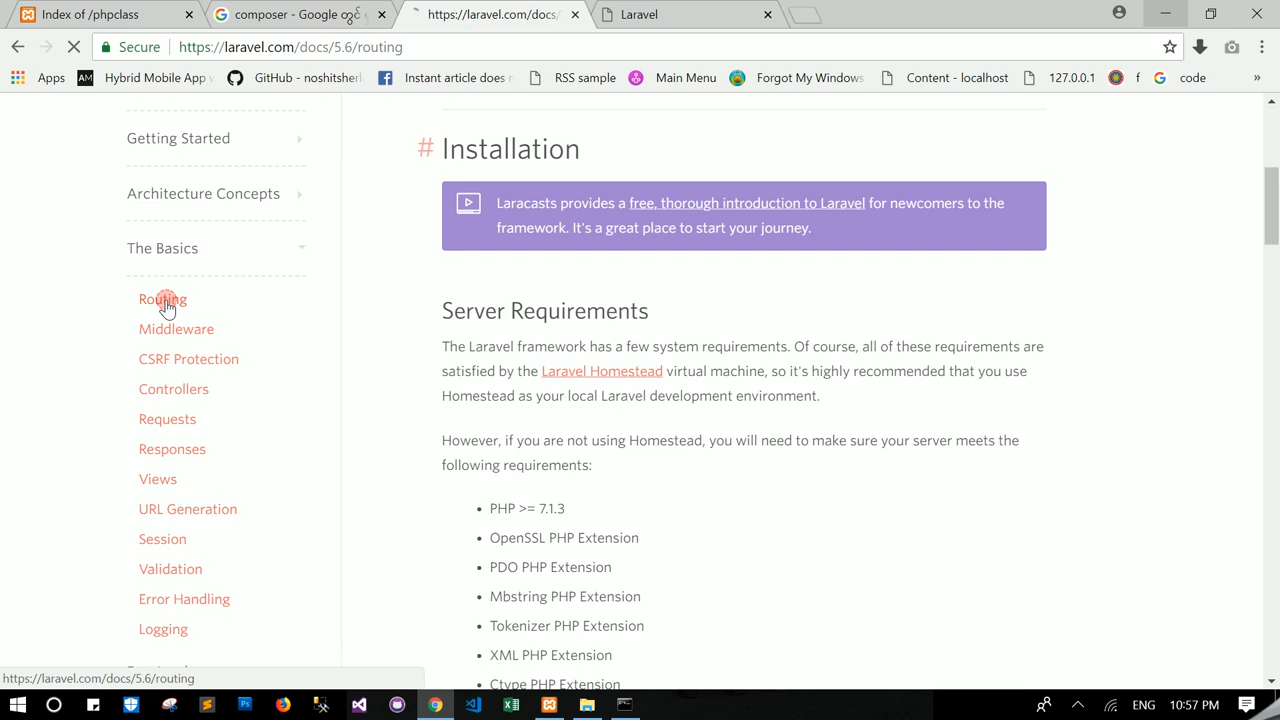 Index of /phpclass
composer - Google တွင်
https://laravel.com/docs/
Laravel
Secure
https://laravel.com/docs/5.6/routing
Apps
AM
Hybrid Mobile App
GitHub - noshitsherl
Instant article does n
RSS sample
Main Menu
Forgot My Windows
Content - localhost
127.0.0.1
f
code
»
Getting Started
Architecture Concepts
The Basics
Routing
Middleware
CSRF Protection
Controllers
Requests
Responses
Views
URL Generation
Session
Validation
Error Handling
Logging
# Installation
Laracasts provides a free, thorough introduction to Laravel for newcomers to the
framework. It's a great place to start your journey.
Server Requirements
The Laravel framework has a few system requirements. Of course, all of these requirements are
satisfied by the Laravel Homestead virtual machine, so it's highly recommended that you use
Homestead as your local Laravel development environment.
However, if you are not using Homestead, you will need to make sure your server meets the
following requirements:
• PHP >= 7.1.3
• OpenSSL PHP Extension
• PDO PHP Extension
• Mbstring PHP Extension
• Tokenizer PHP Extension
• XML PHP Extension
• Ctype PHP Extension
https://laravel.com/docs/5.6/routing
ENG
10:57 PM